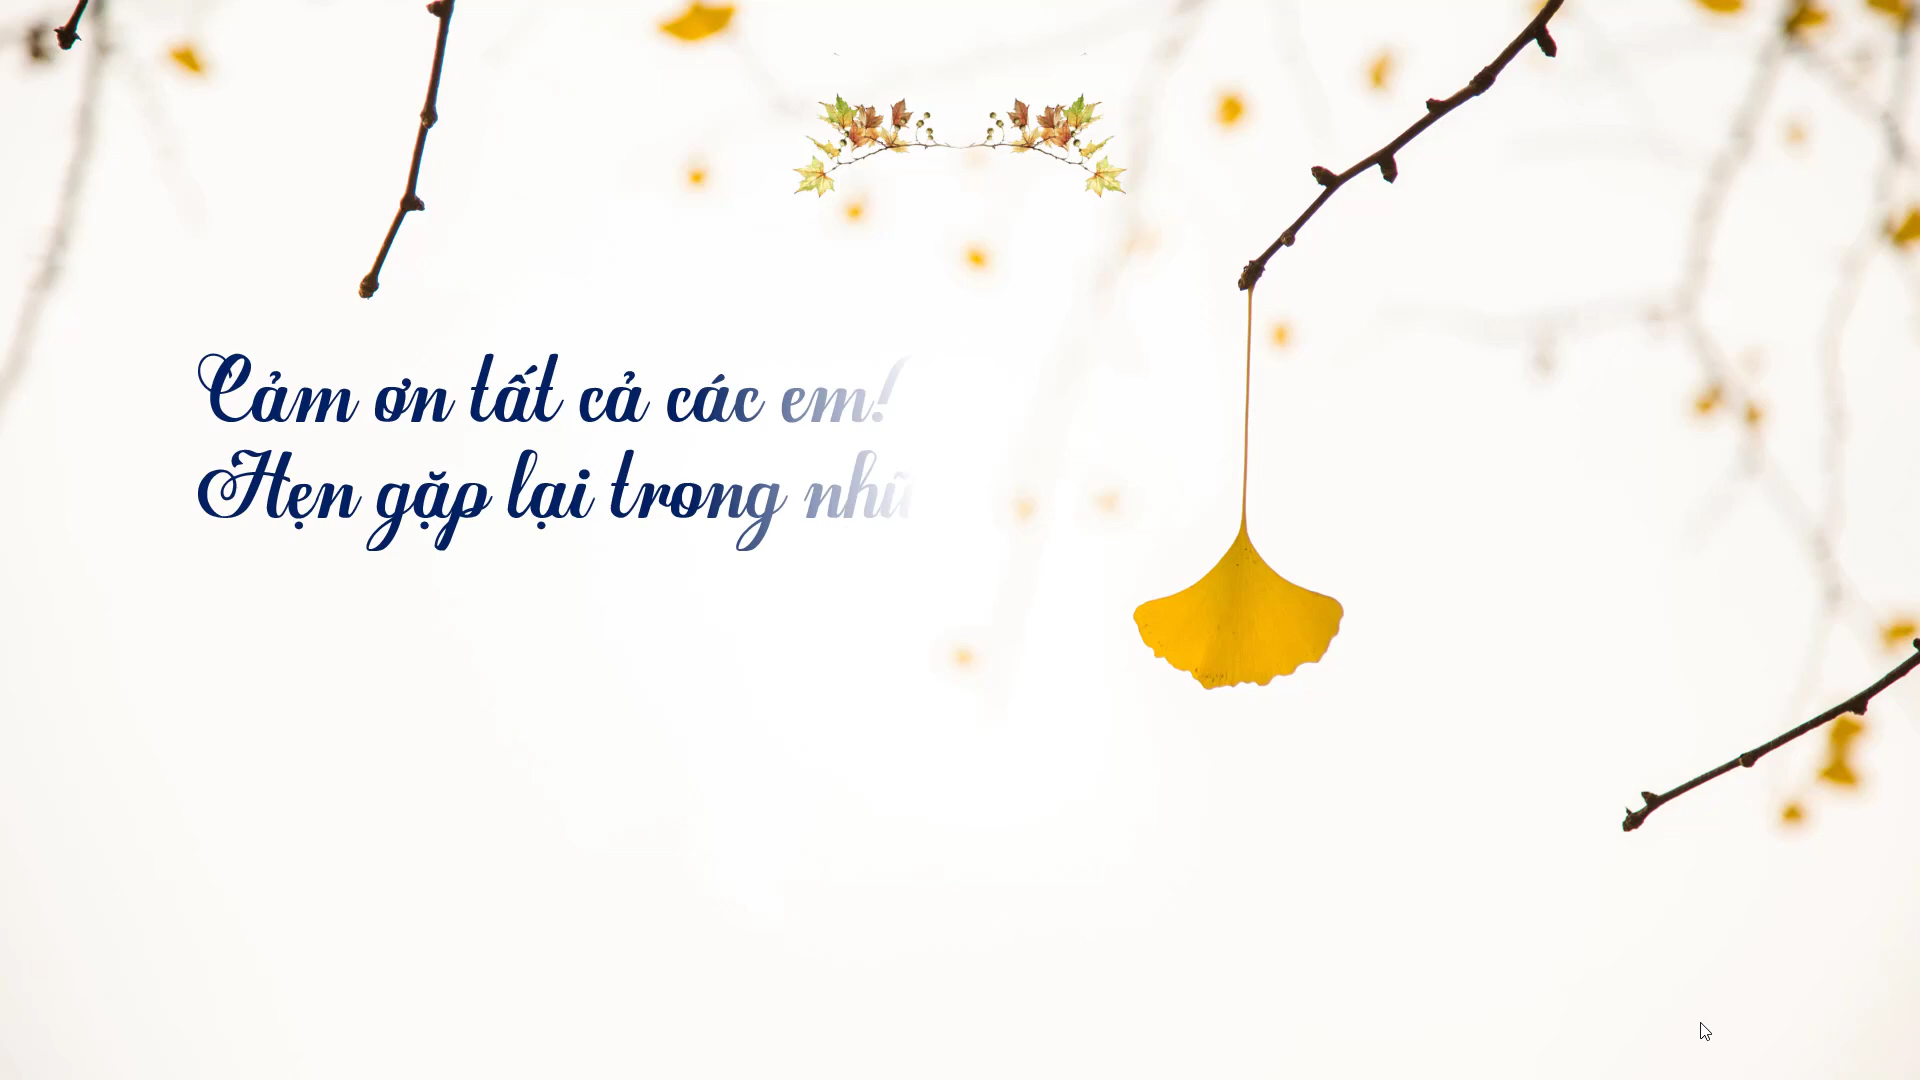 Cảm ơn tất cả các em!
Hẹn gặp lại trong